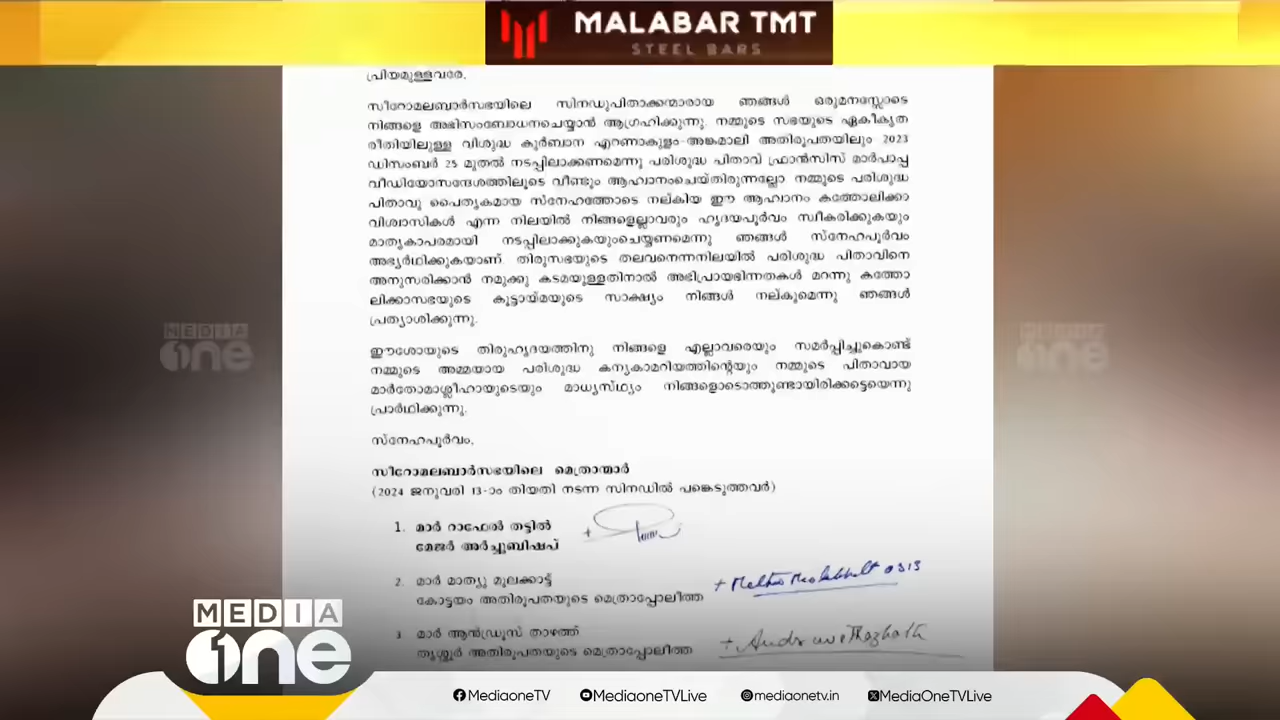 MALABAR TMT
STEEL BARS
പ്രിയമുള്ളവരേ,
സീറോമലബാർസഭയിലെ സിനഡുപിതാക്കന്മാരായ ഞങ്ങൾ ഒരുമനസ്സോടെ
നിങ്ങളെ അഭിസംബോധനചെയ്യാൻ ആഗ്രഹിക്കുന്നു. നമ്മുടെ സഭയുടെ ഏകീകൃത
രീതിയിലുള്ള വിശുദ്ധ കുർബാന എറണാകുളം-അങ്കമാലി അതിരൂപതയിലും 2023
ഡിസംബർ 25 മുതൽ നടപ്പിലാക്കണമെന്നു പരിശുദ്ധ പിതാവ് ഫ്രാൻസിസ് മാർപാപ്പ
വീഡിയോസന്ദേശത്തിലൂടെ വീണ്ടും ആഹ്വാനംചെയ്തിരുന്നല്ലോ നമ്മുടെ പരിശുദ്ധ
പിതാവു പൈതൃകമായ സ്നേഹത്തോടെ നല്കിയ ഈ ആഹ്വാനം കത്തോലിക്കാ
വിശ്വാസികൾ എന്ന നിലയിൽ നിങ്ങളെല്ലാവരും ഹൃദയപൂർവം സ്വീകരിക്കുകയും
മാതൃകാപരമായി നടപ്പിലാക്കുകയുംചെയ്യണമെന്നു ഞങ്ങൾ സ്നേഹപൂർവം
അഭ്യർഥിക്കുകയാണ്. തിരുസഭയുടെ തലവനെന്നനിലയിൽ പരിശുദ്ധ പിതാവിനെ
അനുസരിക്കാൻ നമുക്കു കടമയുള്ളതിനാൽ അഭിപ്രായഭിന്നതകൾ മറന്നു കത്തോ
ലിക്കാസഭയുടെ കൂട്ടായ്മയുടെ സാക്ഷ്യം നിങ്ങൾ നല്കുമെന്നു ഞങ്ങൾ
പ്രത്യാശിക്കുന്നു.
ഈശോയുടെ തിരുഹൃദയത്തിനു നിങ്ങളെ എല്ലാവരെയും സമർപ്പിച്ചുകൊണ്ട്
നമ്മുടെ അമ്മയായ പരിശുദ്ധ കന്യകാമറിയത്തിന്റെയും നമ്മുടെ പിതാവായ
മാർതോമാശ്ലീഹായുടെയും മാധ്യസ്ഥ്യം നിങ്ങളൊടൊത്തുണ്ടായിരിക്കട്ടെയെന്നു
പ്രാർഥിക്കുന്നു.
സ്നേഹപൂർവം,
സീറോമലബാർസഭയിലെ മെത്രാന്മാർ
(2024 ജനുവരി 13-ാം തിയതി നടന്ന സിനഡിൽ പങ്കെടുത്തവർ)
1. മാർ റാഫേൽ തട്ടിൽ
മേജർ അർച്ചുബിഷപ്
2. മാർ മാത്യു മൂലക്കാട്ട്
കോട്ടയം അതിരൂപതയുടെ മെത്രാപ്പോലീത്ത
3 മാർ ആൻഡ്രൂസ് താഴത്ത്
തൃശ്ശൂർ അതിരൂപതയുടെ മെത്രാപ്പോലീത്ത
MEDIA
one
MEDIA
one
MEDIA
one
MediaoneTV
MediaoneTVLive
mediaonetv.in
MediaOneTVLive